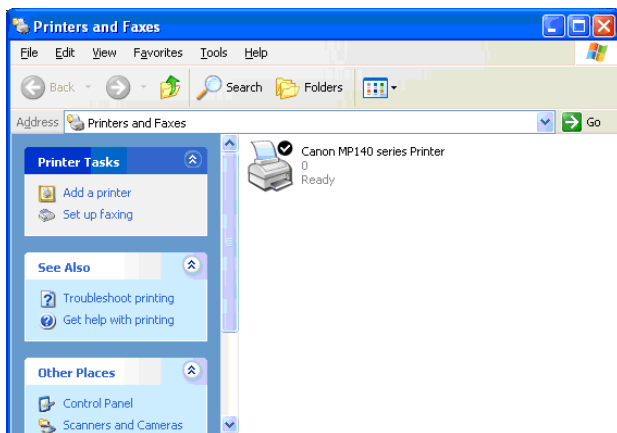 Printers and Faxes
File Edit View Favorites Tools Help
Back Search Folders
Address Printers and Faxes Go
Printer Tasks
Add a printer
Set up faxing
See Also
Troubleshoot printing
Get help with printing
Other Places
Control Panel
Scanners and Cameras
Canon MP140 series Printer
0
Ready